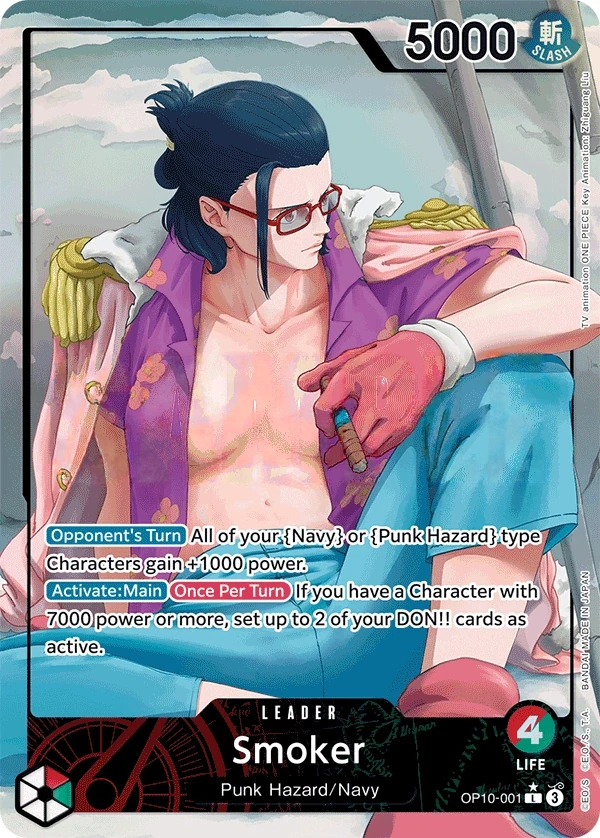 5000
斬
SLASH
TV animation ONE PIECE Key Animation: Zhiguang Liu
Opponent's Turn All of your {Navy} or {Punk Hazard} type
Characters gain +1000 power.
Activate:Main Once Per Turn If you have a Character with
7000 power or more, set up to 2 of your DON!! cards as
active.
©E.O./S. ©E.O./S.,T.A. BANDAI MADE IN JAPAN
LEADER
4
LIFE
Smoker
Punk Hazard/Navy
OP10-001 L 3